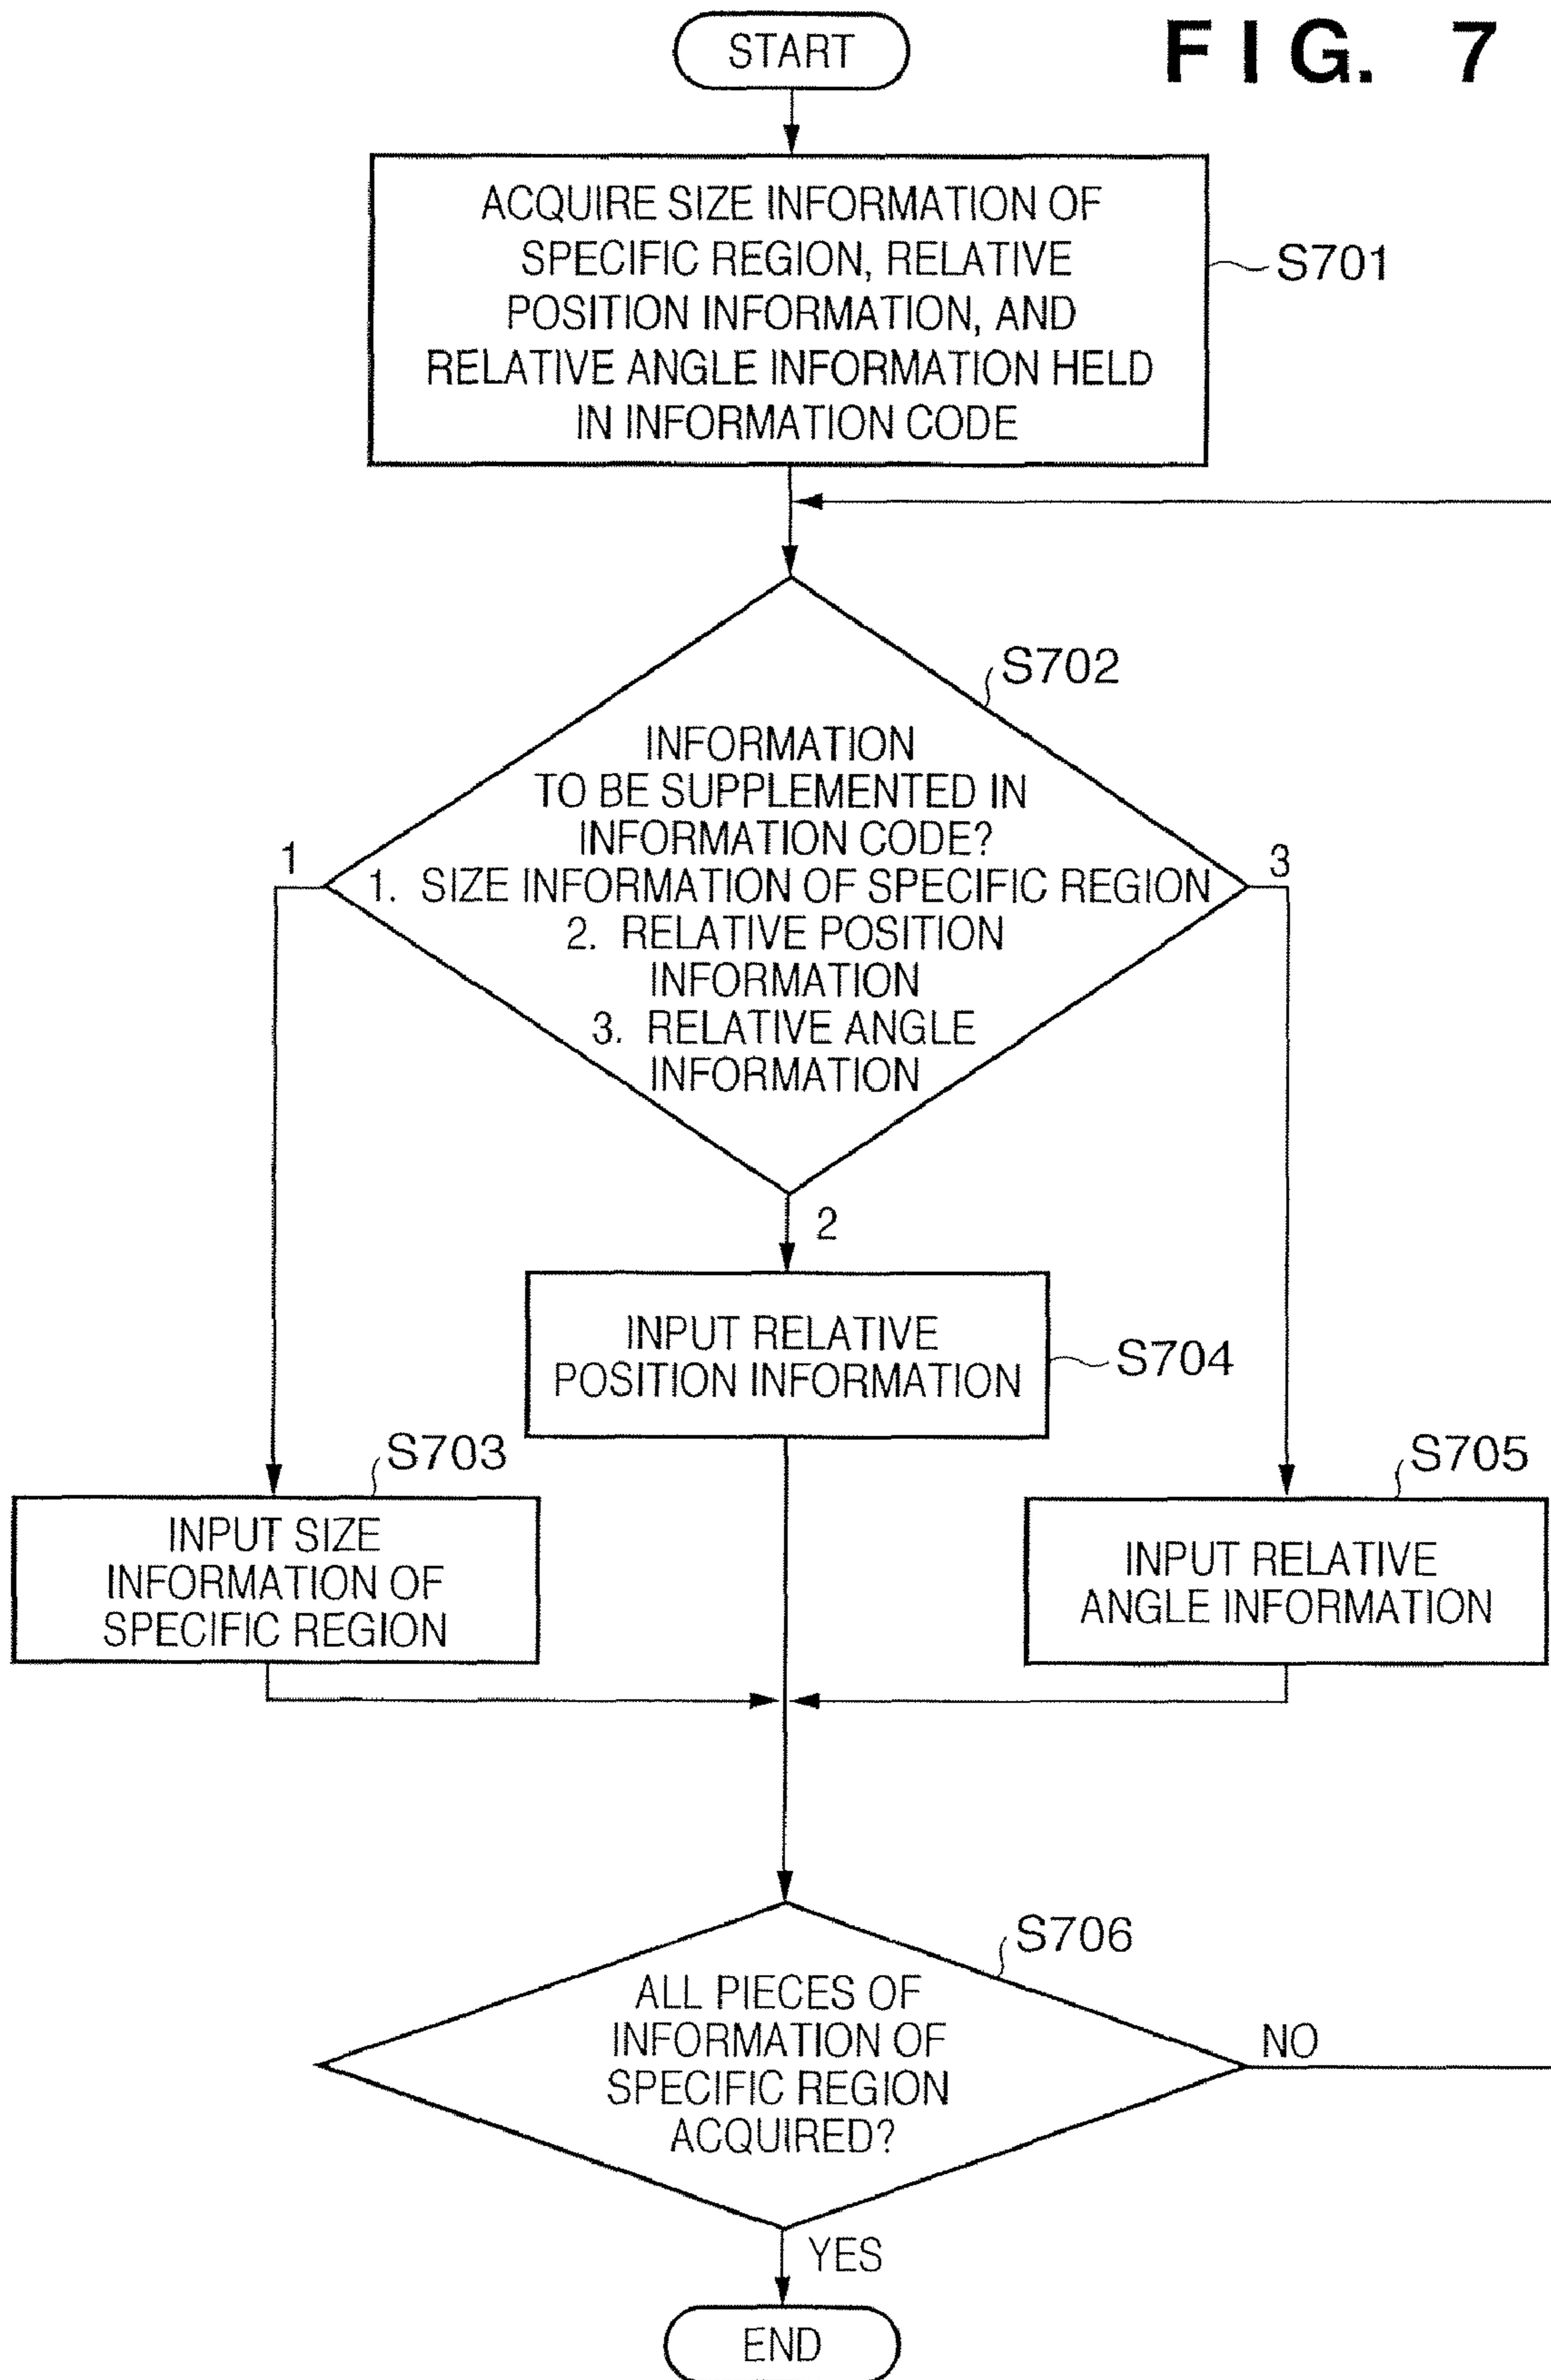 FIG. 7
START
ACQUIRE SIZE INFORMATION OF
SPECIFIC REGION, RELATIVE
POSITION INFORMATION, AND
RELATIVE ANGLE INFORMATION HELD
IN INFORMATION CODE
S701
S702
INFORMATION
TO BE SUPPLEMENTED IN
INFORMATION CODE?
1. SIZE INFORMATION OF SPECIFIC REGION
2. RELATIVE POSITION
INFORMATION
3. RELATIVE ANGLE
INFORMATION
1
3
2
INPUT RELATIVE
POSITION INFORMATION
S704
S703
INPUT SIZE
INFORMATION OF
SPECIFIC REGION
S705
INPUT RELATIVE
ANGLE INFORMATION
S706
ALL PIECES OF
INFORMATION OF
SPECIFIC REGION
ACQUIRED?
NO
YES
END